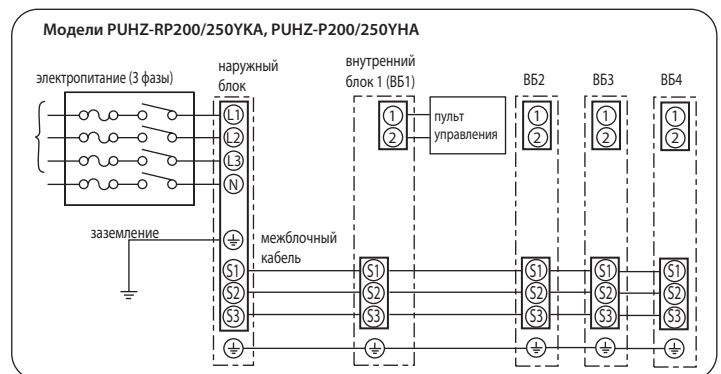 Модели PUHZ-RP200/250YKA, PUHZ-P200/250YHA
электропитание (3 фазы)
наружный
блок
внутренний
блок 1 (ВБ1)
ВБ2
ВБ3
ВБ4
L1
L2
L3
N
1
2
пульт
управления
1
2
1
2
1
2
заземление
межблочный
кабель
S1
S2
S3
S1
S2
S3
S1
S2
S3
S1
S2
S3
S1
S2
S3